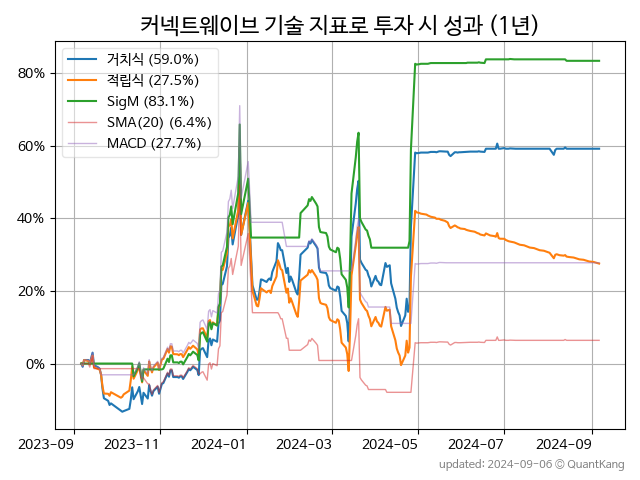 커넥트웨이브 기술 지표로 투자 시 성과 (1년)
거치식 (59.0%)
적립식 (27.5%)
SigM (83.1%)
SMA(20) (6.4%)
MACD (27.7%)
80%
60%
40%
20%
0%
2023-09
2023-11
2024-01
2024-03
2024-05
2024-07
2024-09
updated: 2024-09-06 © QuantKang